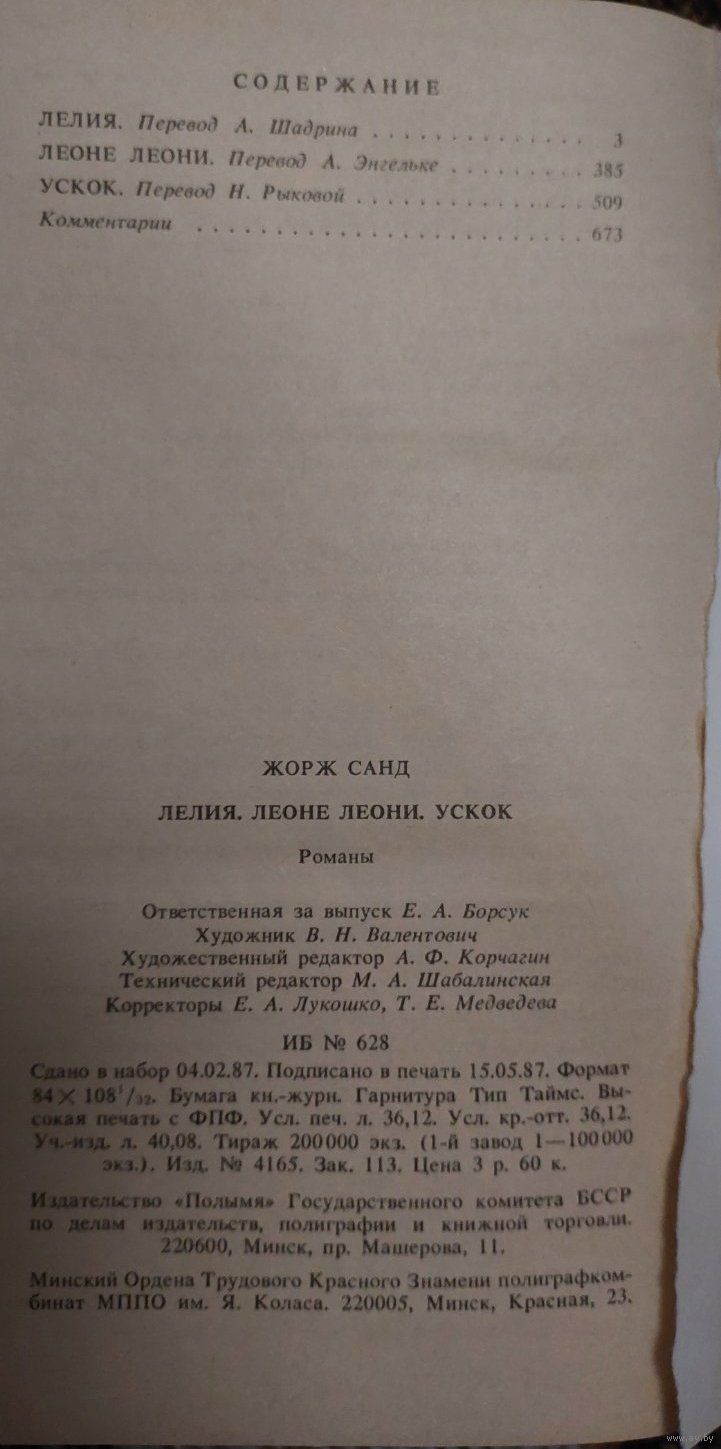 СОДЕРЖАНИЕ
ЛЕЛИЯ. Перевод А. Шадрина . . . . . . . . . . . . . . 3
ЛЕОНЕ ЛЕОНИ. Перевод А. Энгельке . . . . . . . . . 385
УСКОК. Перевод Н. Рыковой . . . . . . . . . . . . . . . 509
Комментарии . . . . . . . . . . . . . . . . . . . . . . . . . 673
ЖОРЖ САНД
ЛЕЛИЯ. ЛЕОНЕ ЛЕОНИ. УСКОК
Романы
Ответственная за выпуск Е. А. Борсук
Художник В. Н. Валентович
Художественный редактор А. Ф. Корчагин
Технический редактор М. А. Шабалинская
Корректоры Е. А. Лукошко, Т. Е. Медведева
ИБ № 628
Сдано в набор 04.02.87. Подписано в печать 15.05.87. Формат
84 × 108¹/₃₂. Бумага кн.-журн. Гарнитура Тип Таймс. Вы-
сокая печать с ФПФ. Усл. печ. л. 36,12. Усл. кр.-отт. 36,12.
Уч.-изд. л. 40,08. Тираж 200000 экз. (1-й завод 1—100000
экз.). Изд. № 4165. Зак. 113. Цена 3 р. 60 к.
Издательство «Полымя» Государственного комитета БССР
по делам издательств, полиграфии и книжной торговли.
220600, Минск, пр. Машерова, 11.
Минский Ордена Трудового Красного Знамени полиграфком-
бинат МППО им. Я. Коласа. 220005, Минск, Красная, 23.
www.ay.by